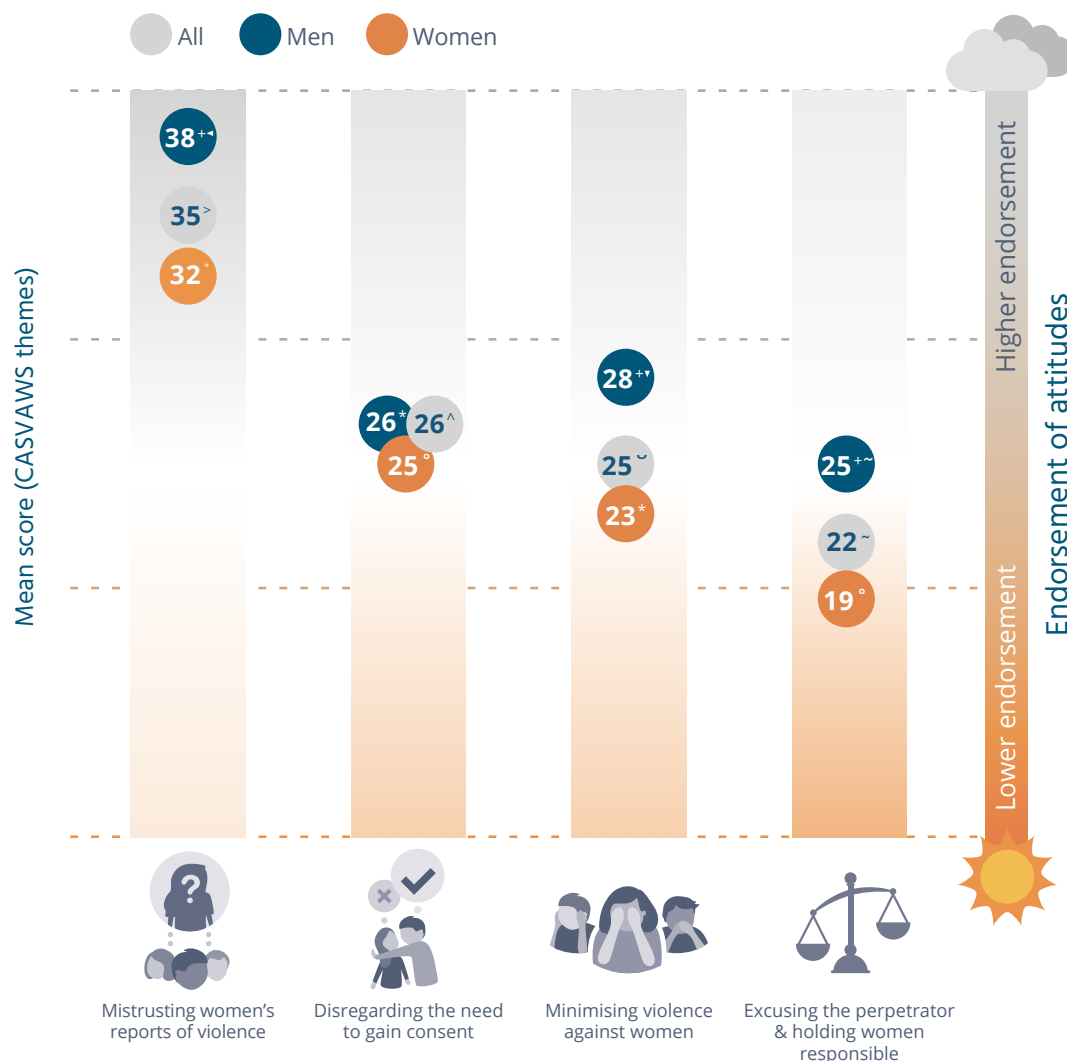 All Men Women
Mean score (CASVAWS themes)
38+◂
35>
32°
26*
26^
25°
28+▾
25˘
23*
25+~
22~
19°
Higher endorsement
Lower endorsement
Endorsement of attitudes
?
Mistrusting women’s
reports of violence
Disregarding the need
to gain consent
Minimising violence
against women
Excusing the perpetrator
& holding women
responsible